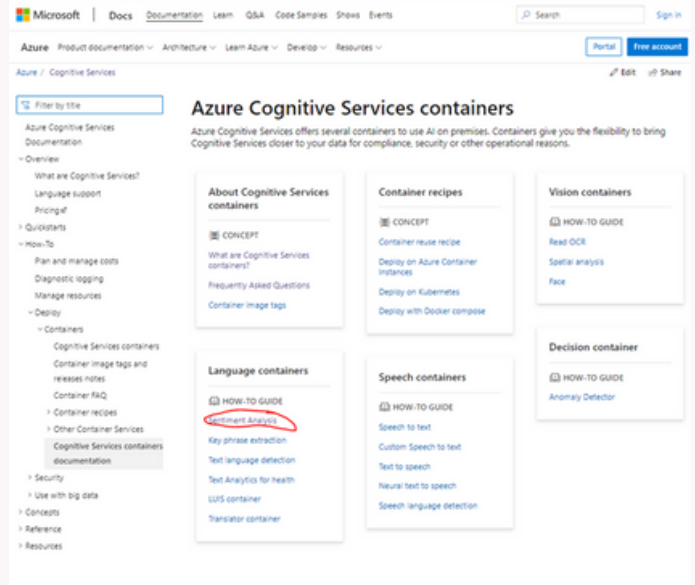 Microsoft | Docs Documentation Learn Q&A Code Samples Shows Events Search Sign in
Azure Product documentation Architecture Learn Azure Develop Resources Portal Free account
Azure / Cognitive Services Edit Share
Filter by title
Azure Cognitive Services
Documentation
Overview
What are Cognitive Services?
Language support
Pricing
Quickstarts
How-To
Plan and manage costs
Diagnostic logging
Manage resources
Deploy
Containers
Cognitive Services containers
Container image tags and
releases notes
Container FAQ
Container recipes
Other Container Services
Cognitive Services containers
documentation
Security
Use with big data
Concepts
Reference
Resources
Azure Cognitive Services containers
Azure Cognitive Services offers several containers to use AI on premises. Containers give you the flexibility to bring
Cognitive Services closer to your data for compliance, security or other operational reasons.
About Cognitive Services
containers
CONCEPT
What are Cognitive Services
containers?
Frequently Asked Questions
Container image tags
Container recipes
CONCEPT
Container reuse recipe
Deploy on Azure Container
Instances
Deploy on Kubernetes
Deploy with Docker compose
Vision containers
HOW-TO GUIDE
Read OCR
Spatial analysis
Face
Language containers
HOW-TO GUIDE
Sentiment Analysis
Key phrase extraction
Text language detection
Text Analytics for health
LUIS container
Translator container
Speech containers
HOW-TO GUIDE
Speech to text
Custom Speech to text
Text to speech
Neural text to speech
Speech language detection
Decision container
HOW-TO GUIDE
Anomaly Detector